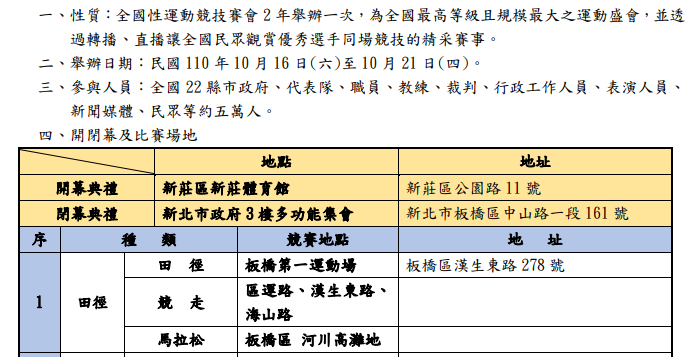 一、性質：全國性運動競技賽會 2 年舉辦一次，為全國最高等級且規模最大之運動盛會，並透
過轉播、直播讓全國民眾觀賞優秀選手同場競技的精采賽事。
二、舉辦日期：民國 110 年 10 月 16 日(六)至 10 月 21 日(四)。
三、參與人員：全國 22 縣市政府、代表隊、職員、教練、裁判、行政工作人員、表演人員、
新聞媒體、民眾等約五萬人。
四、開閉幕及比賽場地
地點 地址
開幕典禮 新莊區新莊體育館 新莊區公園路 11 號
閉幕典禮 新北市政府 3 樓多功能集會 新北市板橋區中山路一段 161 號
序 種 類 競賽地點 地 址
1 田徑 田 徑 板橋第一運動場 板橋區漢生東路 278 號
競 走 區運路、漢生東路、
海山路
馬拉松 板橋區 河川高灘地